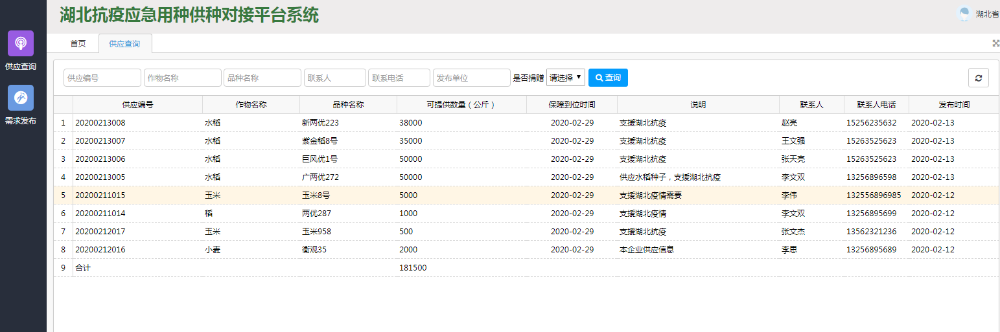 湖北抗疫应急用种供种对接平台系统
湖北省
首页 供应查询
供应查询
需求发布
供应编号 作物名称 品种名称 联系人 联系电话 发布单位 是否捐赠 请选择 查询
供应编号 作物名称 品种名称 可提供数量（公斤） 保障到位时间 说明 联系人 联系人电话 发布时间
1 20200213008 水稻 新两优223 38000 2020-02-29 支援湖北抗疫 赵亮 15256235632 2020-02-13
2 20200213007 水稻 紫金稻8号 35000 2020-02-29 支援湖北抗疫 王文强 15263525623 2020-02-13
3 20200213006 水稻 巨风优1号 50000 2020-02-29 支援湖北抗疫 张天亮 15263525623 2020-02-13
4 20200213005 水稻 广两优272 50000 2020-02-29 供应水稻种子，支援湖北抗疫 李文双 13256896598 2020-02-13
5 20200211015 玉米 玉米8号 5000 2020-02-29 支援湖北疫情需要 李伟 132556896985 2020-02-12
6 20200211014 稻 两优287 1000 2020-02-29 支援湖北疫情 李文双 13256895699 2020-02-12
7 20200212017 玉米 玉米958 500 2020-02-29 支援湖北抗疫 张文杰 13562321236 2020-02-12
8 20200212016 小麦 衡观35 2000 2020-02-29 本企业供应信息 李思 13256895689 2020-02-12
9 合计 181500